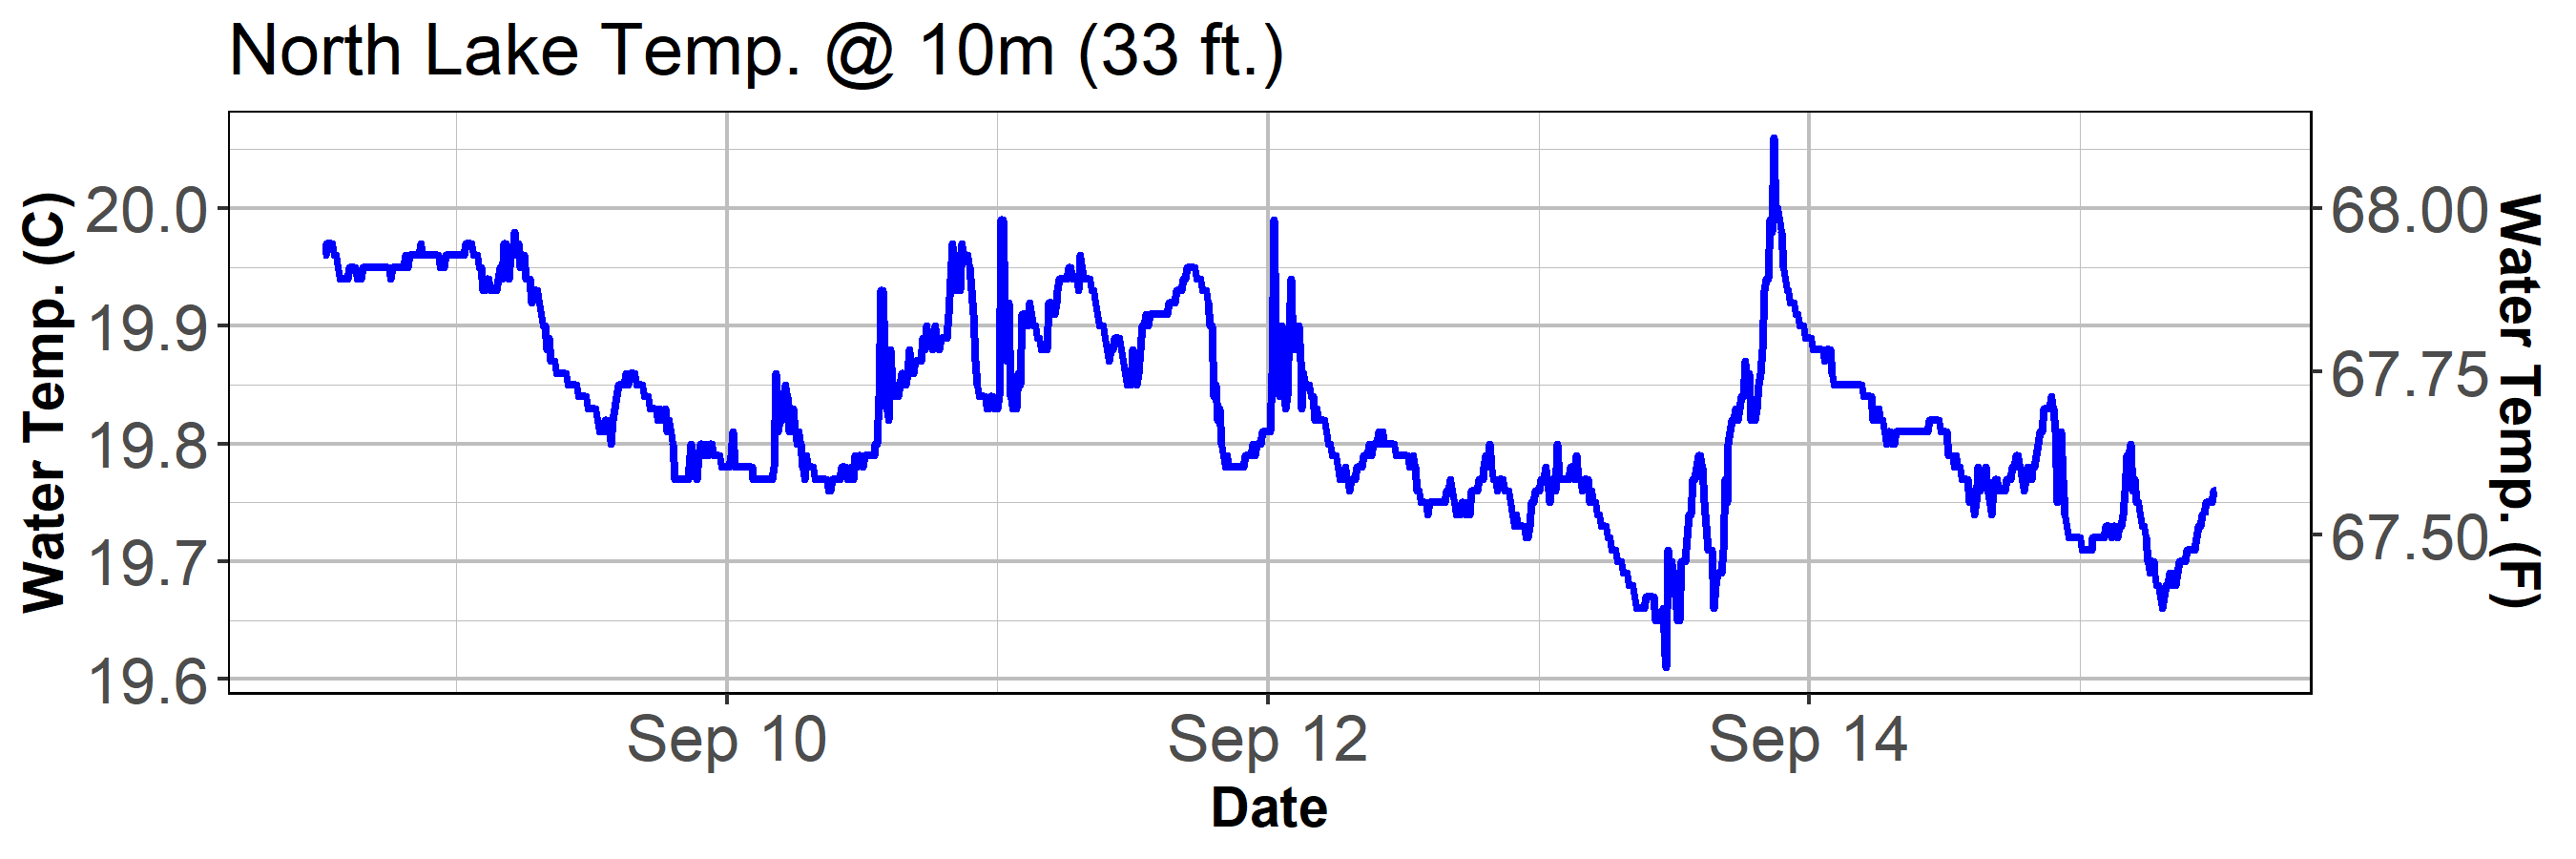 North Lake Temp. @ 10m (33 ft.)
Water Temp. (C)
20.0
19.9
19.8
19.7
19.6
68.00
67.75
67.50
Water Temp. (F)
Sep 10
Sep 12
Sep 14
Date